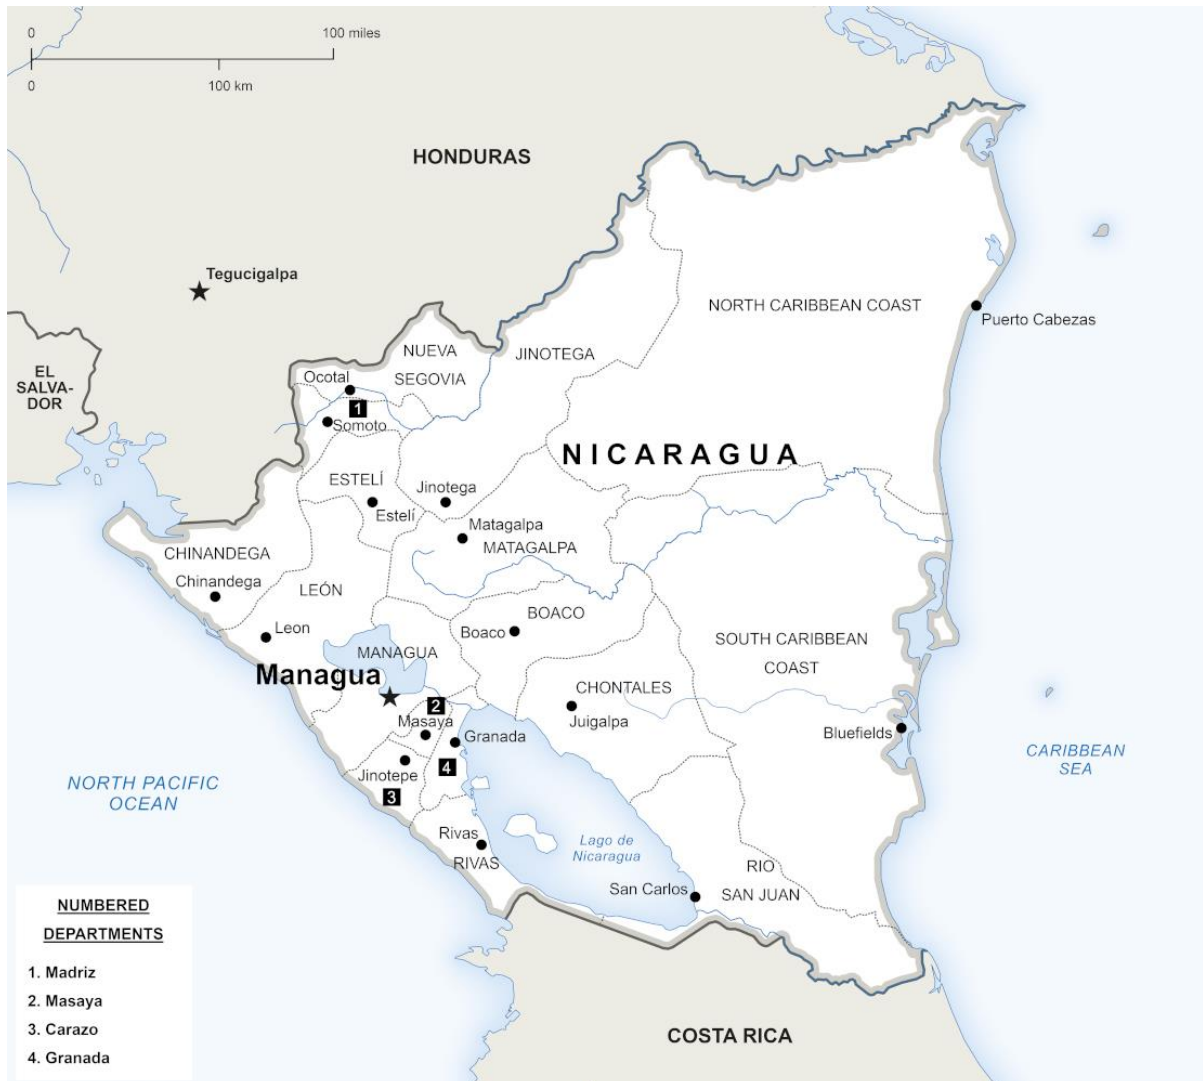 0 100 miles
0 100 km
HONDURAS
Tegucigalpa
NORTH CARIBBEAN COAST
Puerto Cabezas
NUEVA
SEGOVIA
JINOTEGA
EL
SALVA-
DOR
Ocotal
1
Somoto
NICARAGUA
ESTELÍ
Estelí
Jinotega
Matagalpa
MATAGALPA
CHINANDEGA
Chinandega
LEÓN
Leon
BOACO
Boaco
MANAGUA
Managua
SOUTH CARIBBEAN
COAST
CHONTALES
Juigalpa
2
Masaya
Granada
Bluefields
4
Jinotepe
3
CARIBBEAN
SEA
NORTH PACIFIC
OCEAN
Rivas
RIVAS
Lago de
Nicaragua
San Carlos
RIO
SAN JUAN
NUMBERED
DEPARTMENTS
1. Madriz
2. Masaya
3. Carazo
4. Granada
COSTA RICA